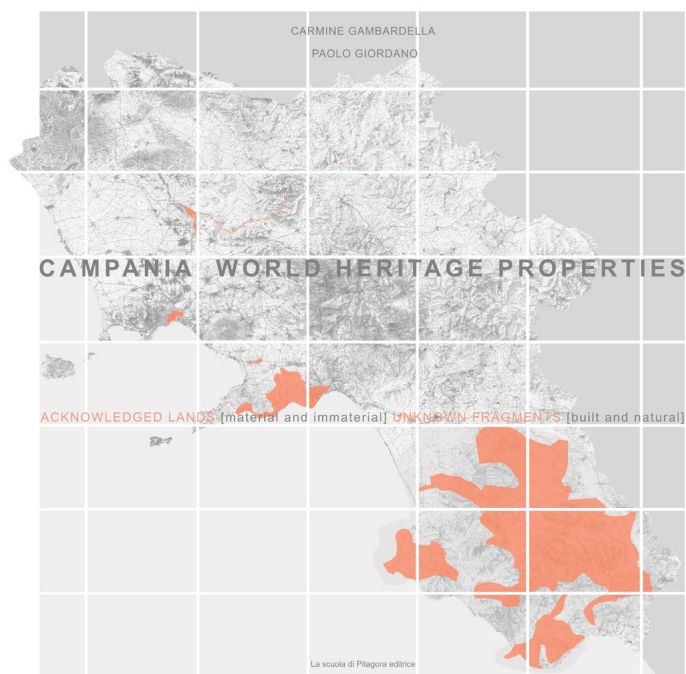 CARMINE GAMBARDELLA
PAOLO GIORDANO
CAMPANIA WORLD HERITAGE PROPERTIES
ACKNOWLEDGED LANDS [material and immaterial] UNKNOWN FRAGMENTS [built and natural]
La scuola di Pitagora editrice